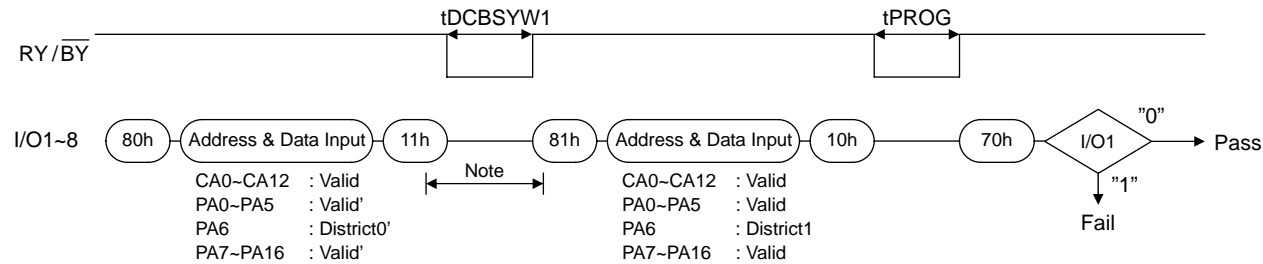 tDCBSYW1
tPROG
RY/BY
I/O1~8
80h
Address & Data Input
11h
81h
Address & Data Input
10h
70h
I/O1
"0"
Pass
"1"
Fail
Note
CA0~CA12 : Valid
PA0~PA5 : Valid'
PA6 : District0'
PA7~PA16 : Valid'
CA0~CA12 : Valid
PA0~PA5 : Valid
PA6 : District1
PA7~PA16 : Valid